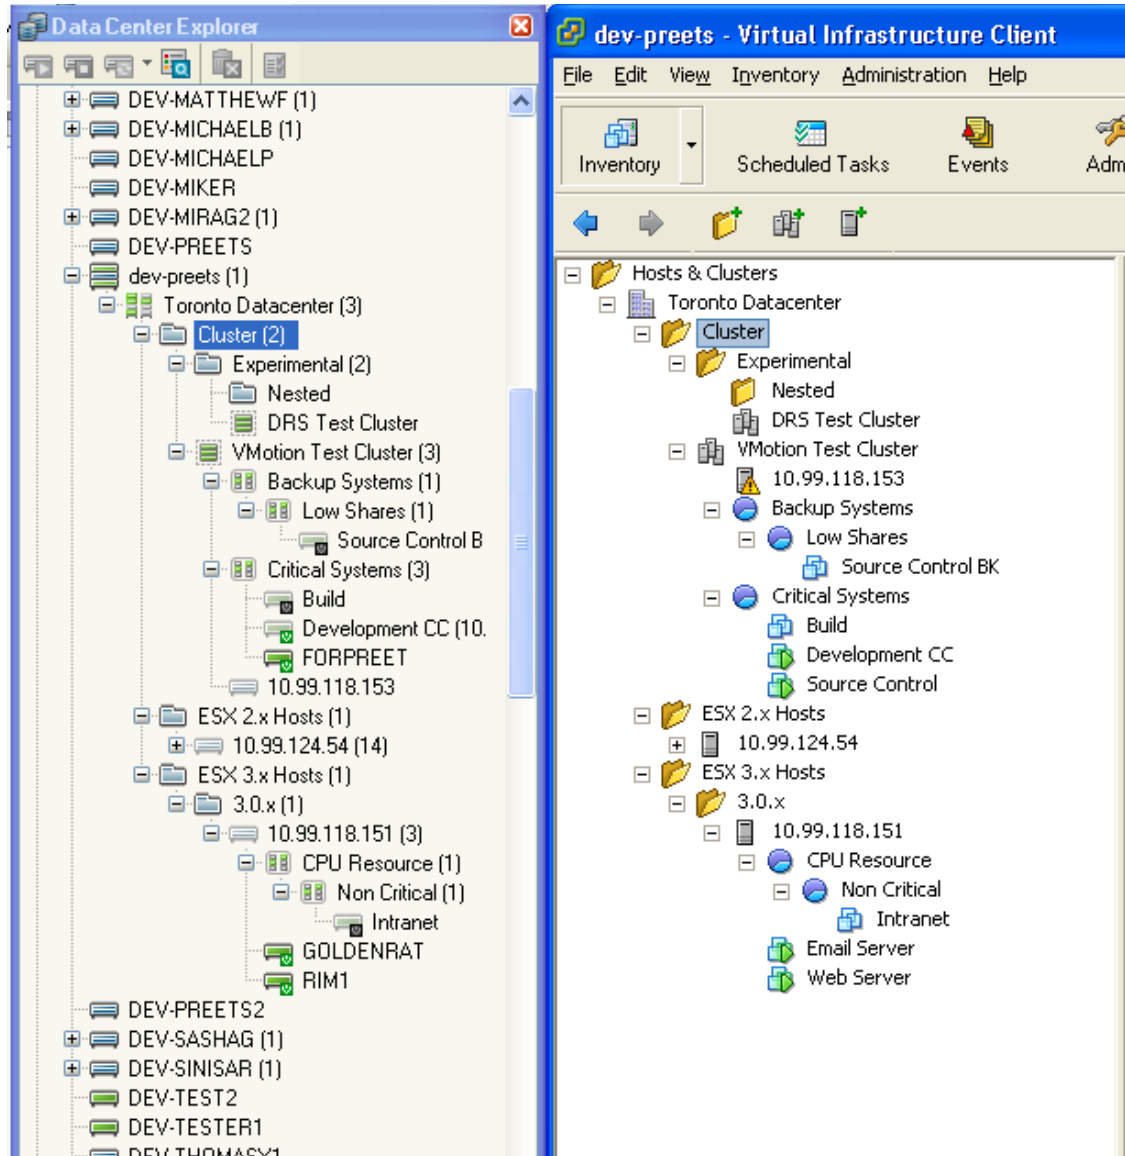 Data Center Explorer
DEV-MATTHEWF (1)
DEV-MICHAELB (1)
DEV-MICHAELP
DEV-MIKER
DEV-MIRAG2 (1)
DEV-PREETS
dev-preets (1)
Toronto Datacenter (3)
Cluster (2)
Experimental (2)
Nested
DRS Test Cluster
VMotion Test Cluster (3)
Backup Systems (1)
Low Shares (1)
Source Control B
Critical Systems (3)
Build
Development CC (10.
FORPREET
10.99.118.153
ESX 2.x Hosts (1)
10.99.124.54 (14)
ESX 3.x Hosts (1)
3.0.x (1)
10.99.118.151 (3)
CPU Resource (1)
Non Critical (1)
Intranet
GOLDENRAT
RIM1
DEV-PREETS2
DEV-SASHAG (1)
DEV-SINISAR (1)
DEV-TEST2
DEV-TESTER1
DEV-THOMASY1
dev-preets - Virtual Infrastructure Client
File Edit View Inventory Administration Help
Inventory Scheduled Tasks Events Adm
Hosts & Clusters
Toronto Datacenter
Cluster
Experimental
Nested
DRS Test Cluster
VMotion Test Cluster
10.99.118.153
Backup Systems
Low Shares
Source Control BK
Critical Systems
Build
Development CC
Source Control
ESX 2.x Hosts
10.99.124.54
ESX 3.x Hosts
3.0.x
10.99.118.151
CPU Resource
Non Critical
Intranet
Email Server
Web Server